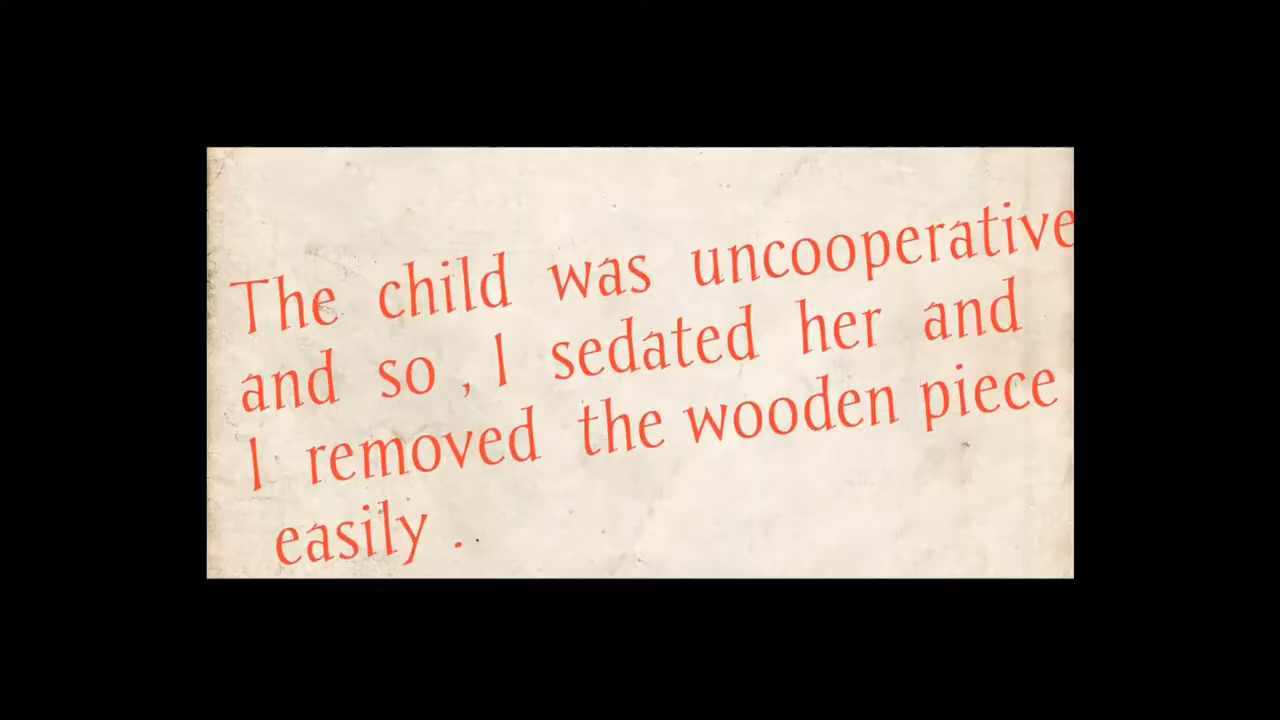 The child was uncooperative
and so , I sedated her and
I removed the wooden piece
easily .